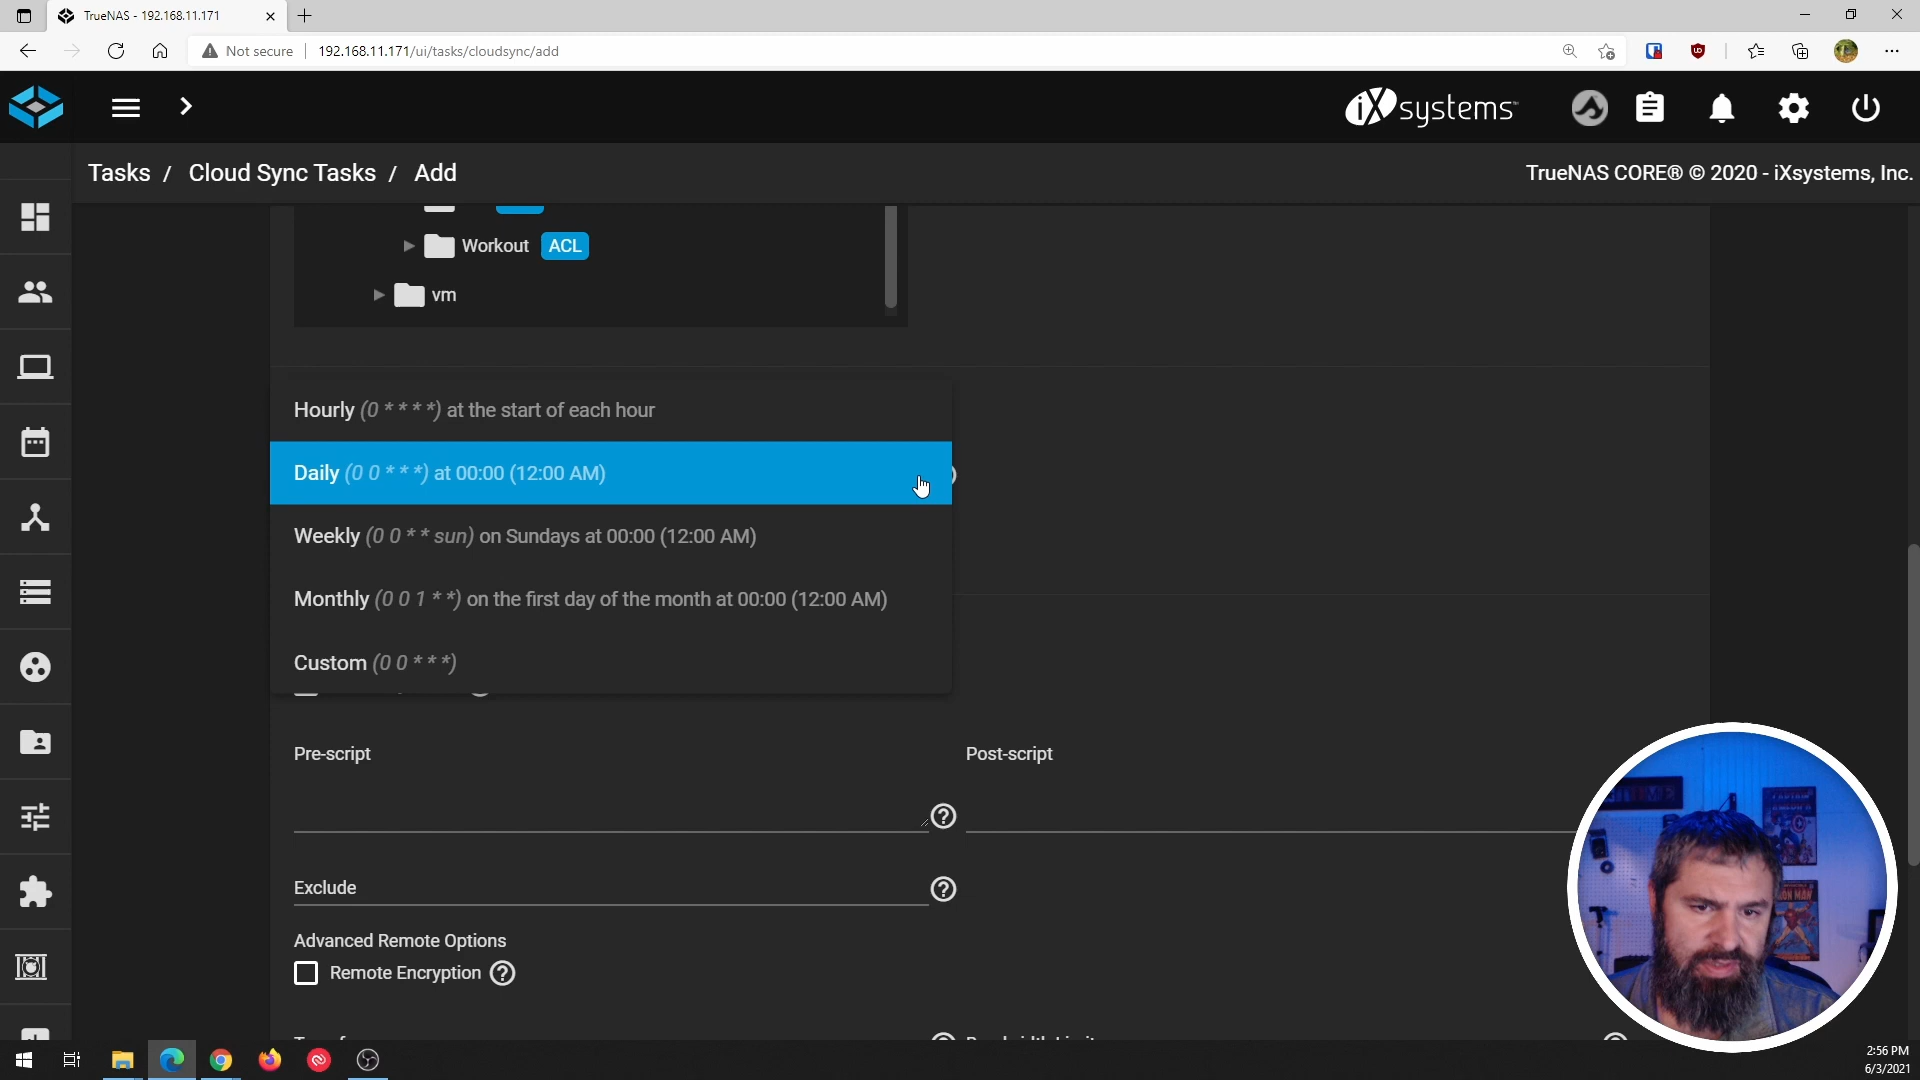 TrueNAS - 192.168.11.171
Not secure
192.168.11.171/ui/tasks/cloudsync/add
iXsystems
Tasks / Cloud Sync Tasks / Add
TrueNAS CORE® © 2020 - iXsystems, Inc.
Workout ACL
vm
Hourly (0 * * * *) at the start of each hour
Daily (0 0 * * *) at 00:00 (12:00 AM)
Weekly (0 0 * * sun) on Sundays at 00:00 (12:00 AM)
Monthly (0 0 1 * *) on the first day of the month at 00:00 (12:00 AM)
Custom (0 0 * * *)
Pre-script
Post-script
Exclude
Advanced Remote Options
Remote Encryption
IRON MAN
2:56 PM
6/3/2021